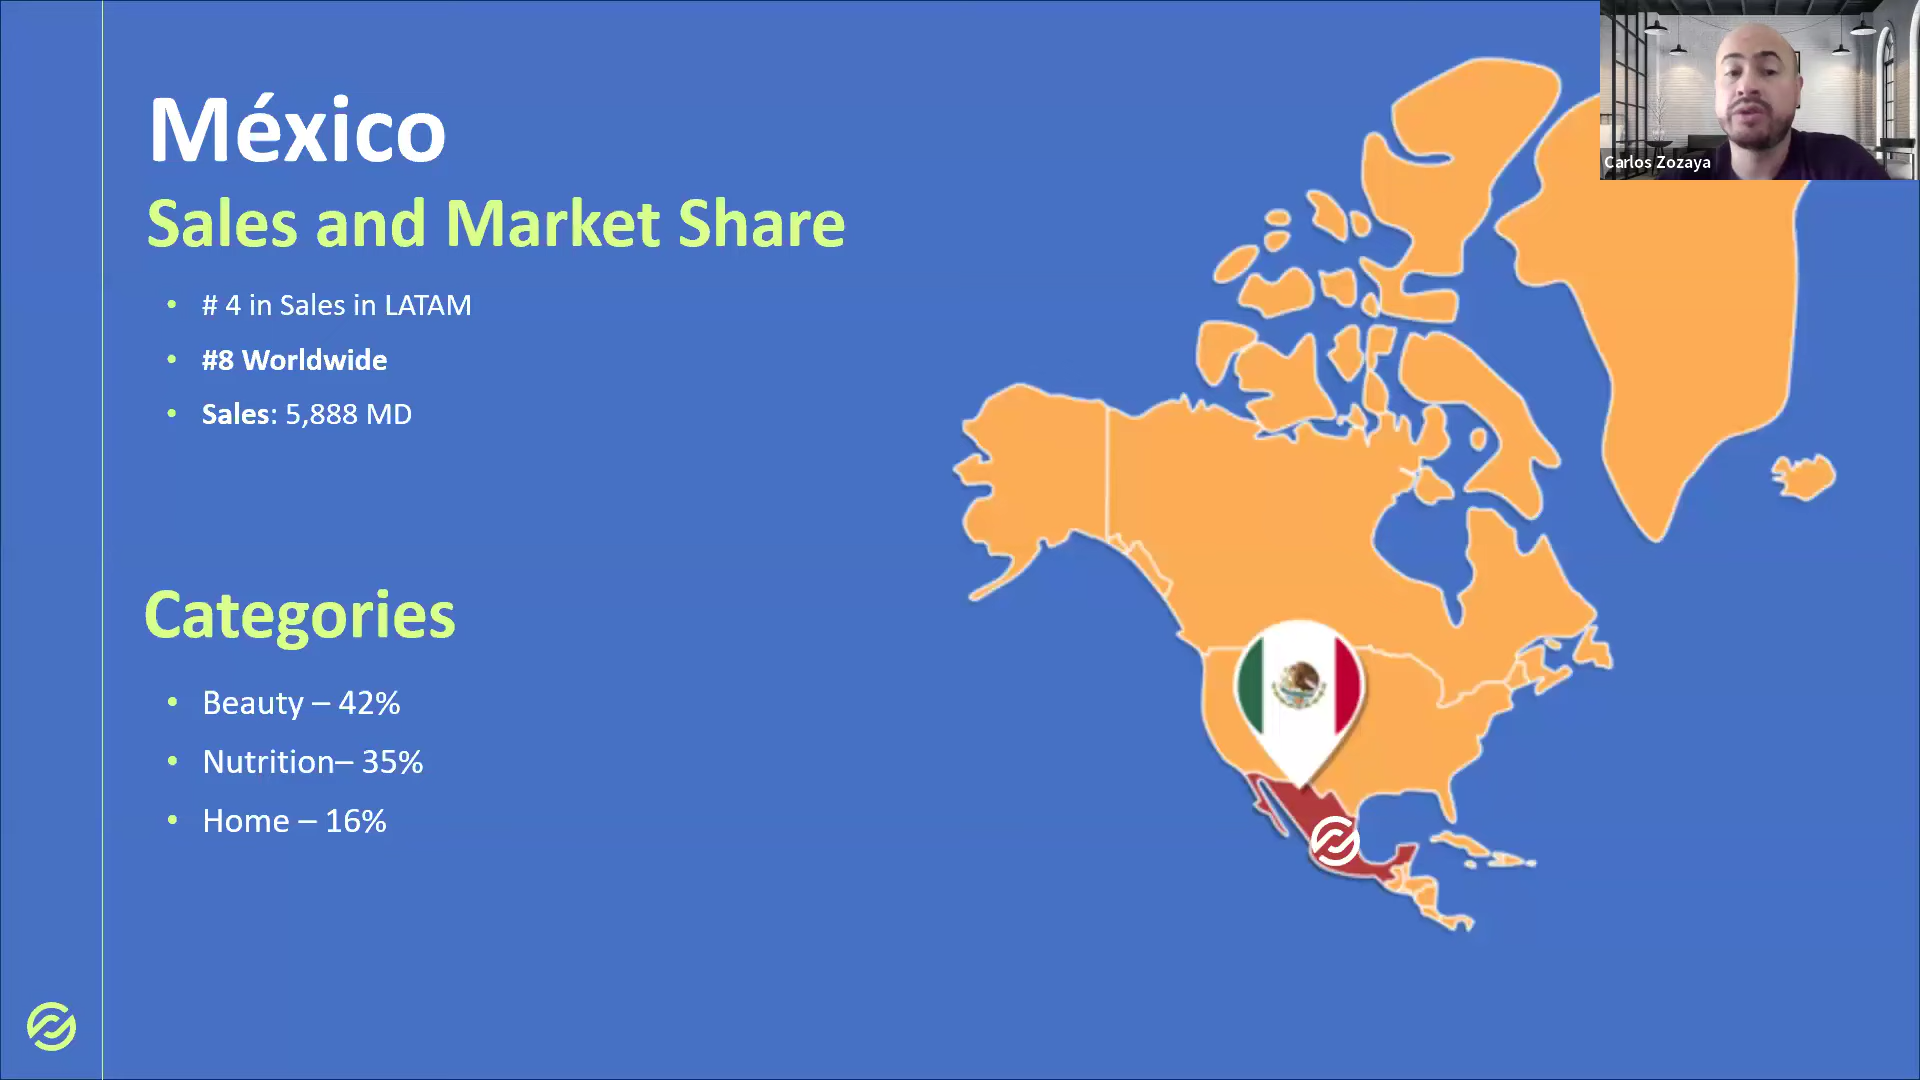 México
Sales and Market Share
• # 4 in Sales in LATAM
• #8 Worldwide
• Sales: 5,888 MD
Categories
• Beauty – 42%
• Nutrition– 35%
• Home – 16%
Carlos Zozaya